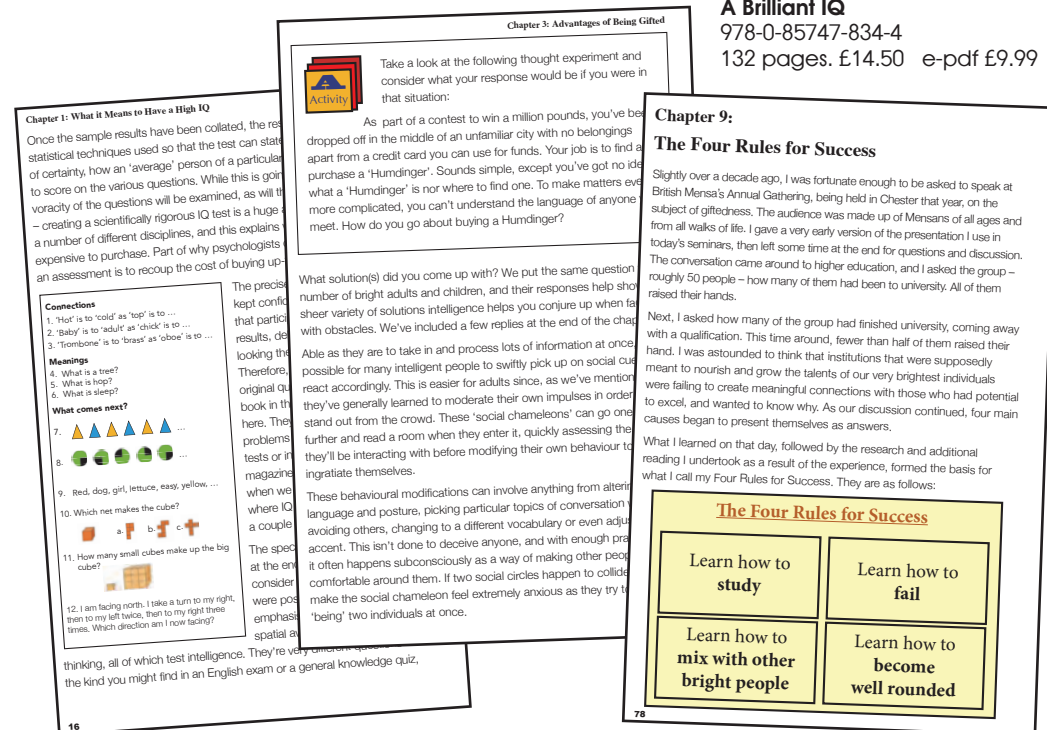 A Brilliant IQ
978-0-85747-834-4
132 pages. £14.50 e-pdf £9.99
Chapter 1: What it Means to Have a High IQ
Once the sample results have been collated, the
statistical techniques used so that the test can state
of certainty, how an ‘average’ person of a particular
to score on the various questions. While this is
voracity of the questions will be examined, as will
– creating a scientifically rigorous IQ test is a huge
a number of different disciplines, and this explains
expensive to purchase. Part of why psychologists
an assessment is to recoup the cost of buying
Connections
1. ‘Hot’ is to ‘cold’ as ‘top’ is to ...
2. ‘Baby’ is to ‘adult’ as ‘chick’ is to ...
3. ‘Trombone’ is to ‘brass’ as ‘oboe’ is to ...
Meanings
4. What is a tree?
5. What is hop?
6. What is sleep?
What comes next?
7. ...
8. ...
9. Red, dog, girl, lettuce, easy, yellow, ...
10. Which net makes the cube?
a. b. c.
11. How many small cubes make up the big
cube?
12. I am facing north. I take a turn to my right,
then to my left twice, then to my right three
times. Which direction am I now facing?
The precise
kept
that
results,
looking the
Therefore,
original
book in
here. They
problems
tests or in
magazine
when we
where IQ
a couple
The
at the
consider
were
spatial
thinking, all of which test intelligence. They’re very different
the kind you might find in an English exam or a general knowledge quiz,
16
Chapter 3: Advantages of Being Gifted
Activity
Take a look at the following thought experiment and
consider what your response would be if you were in
that situation:
As part of a contest to win a million pounds, you’ve
dropped off in the middle of an unfamiliar city with no belongings
apart from a credit card you can use for funds. Your job is to find
purchase a ‘Humdinger’. Sounds simple, except you’ve got no
what a ‘Humdinger’ is nor where to find one. To make matters
more complicated, you can’t understand the language of anyone
meet. How do you go about buying a Humdinger?
What solution(s) did you come up with? We put the same question
number of bright adults and children, and their responses help
sheer variety of solutions intelligence helps you conjure up when
with obstacles. We’ve included a few replies at the end of the
Able as they are to take in and process lots of information at once,
possible for many intelligent people to swiftly pick up on social
react accordingly. This is easier for adults since, as we’ve
they’ve generally learned to moderate their own impulses in order
stand out from the crowd. These ‘social chameleons’ can go one
further and read a room when they enter it, quickly assessing the
they’ll be interacting with before modifying their own behaviour to
ingratiate themselves.
These behavioural modifications can involve anything from
language and posture, picking particular topics of conversation
avoiding others, changing to a different vocabulary or even
accent. This isn’t done to deceive anyone, and with enough
it often happens subconsciously as a way of making other
comfortable around them. If two social circles happen to
make the social chameleon feel extremely anxious as they try
‘being’ two individuals at once.
Chapter 9:
The Four Rules for Success
Slightly over a decade ago, I was fortunate enough to be asked to speak at
British Mensa’s Annual Gathering, being held in Chester that year, on the
subject of giftedness. The audience was made up of Mensans of all ages and
from all walks of life. I gave a very early version of the presentation I use in
today’s seminars, then left some time at the end for questions and discussion.
The conversation came around to higher education, and I asked the group –
roughly 50 people – how many of them had been to university. All of them
raised their hands.
Next, I asked how many of the group had finished university, coming away
with a qualification. This time around, fewer than half of them raised their
hand. I was astounded to think that institutions that were supposedly
meant to nourish and grow the talents of our very brightest individuals
were failing to create meaningful connections with those who had potential
to excel, and wanted to know why. As our discussion continued, four main
causes began to present themselves as answers.
What I learned on that day, followed by the research and additional
reading I undertook as a result of the experience, formed the basis for
what I call my Four Rules for Success. They are as follows:
The Four Rules for Success
Learn how to
study
Learn how to
fail
Learn how to
mix with other
bright people
Learn how to
become
well rounded
78